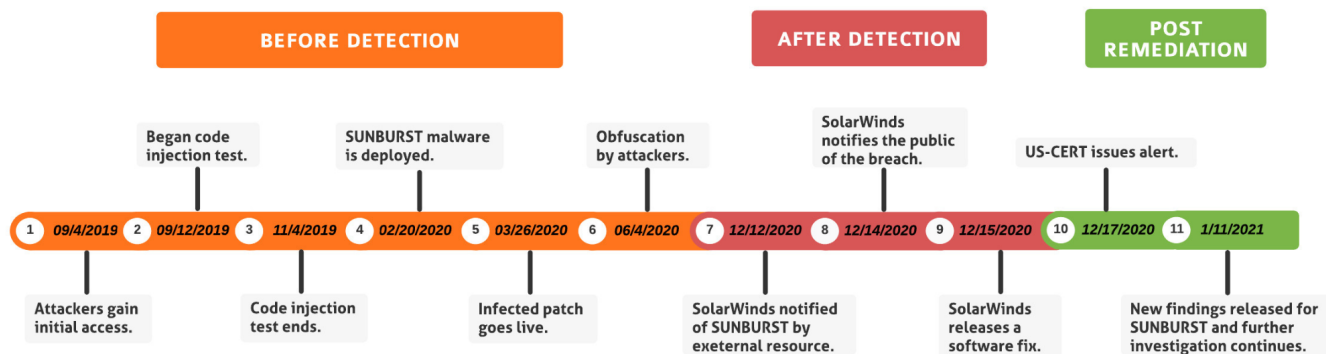 BEFORE DETECTION
AFTER DETECTION
POST
REMEDIATION
Began code
injection test.
SUNBURST malware
is deployed.
Obfuscation
by attackers.
SolarWinds
notifies the public
of the breach.
US-CERT issues alert.
1 09/4/2019 2 09/12/2019 3 11/4/2019 4 02/20/2020 5 03/26/2020 6 06/4/2020 7 12/12/2020 8 12/14/2020 9 12/15/2020 10 12/17/2020 11 1/11/2021
Attackers gain
initial access.
Code injection
test ends.
Infected patch
goes live.
SolarWinds notified
of SUNBURST by
exeternal resource.
SolarWinds
releases a
software fix.
New findings released for
SUNBURST and further
investigation continues.